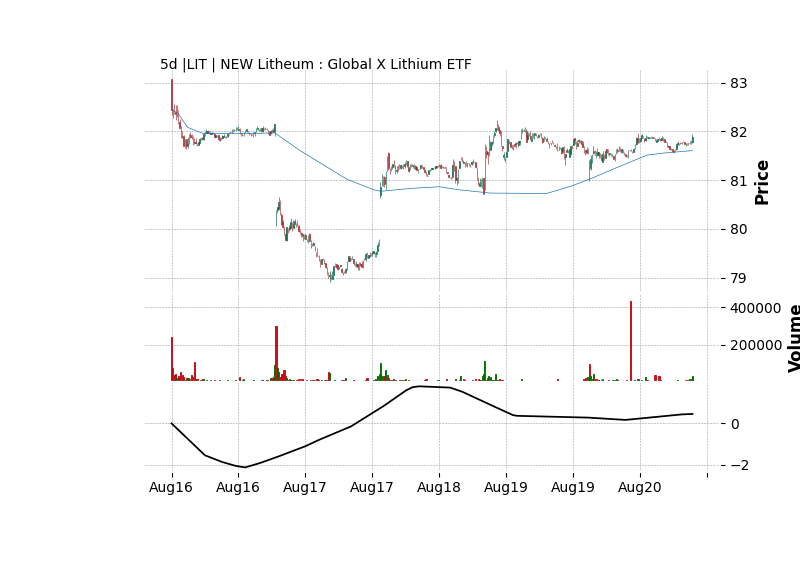 5d |LIT | NEW Litheum : Global X Lithium ETF
83
82
81
80
79
Price
400000
200000
Volume
0
−2
Aug16 Aug16 Aug17 Aug17 Aug18 Aug19 Aug19 Aug20